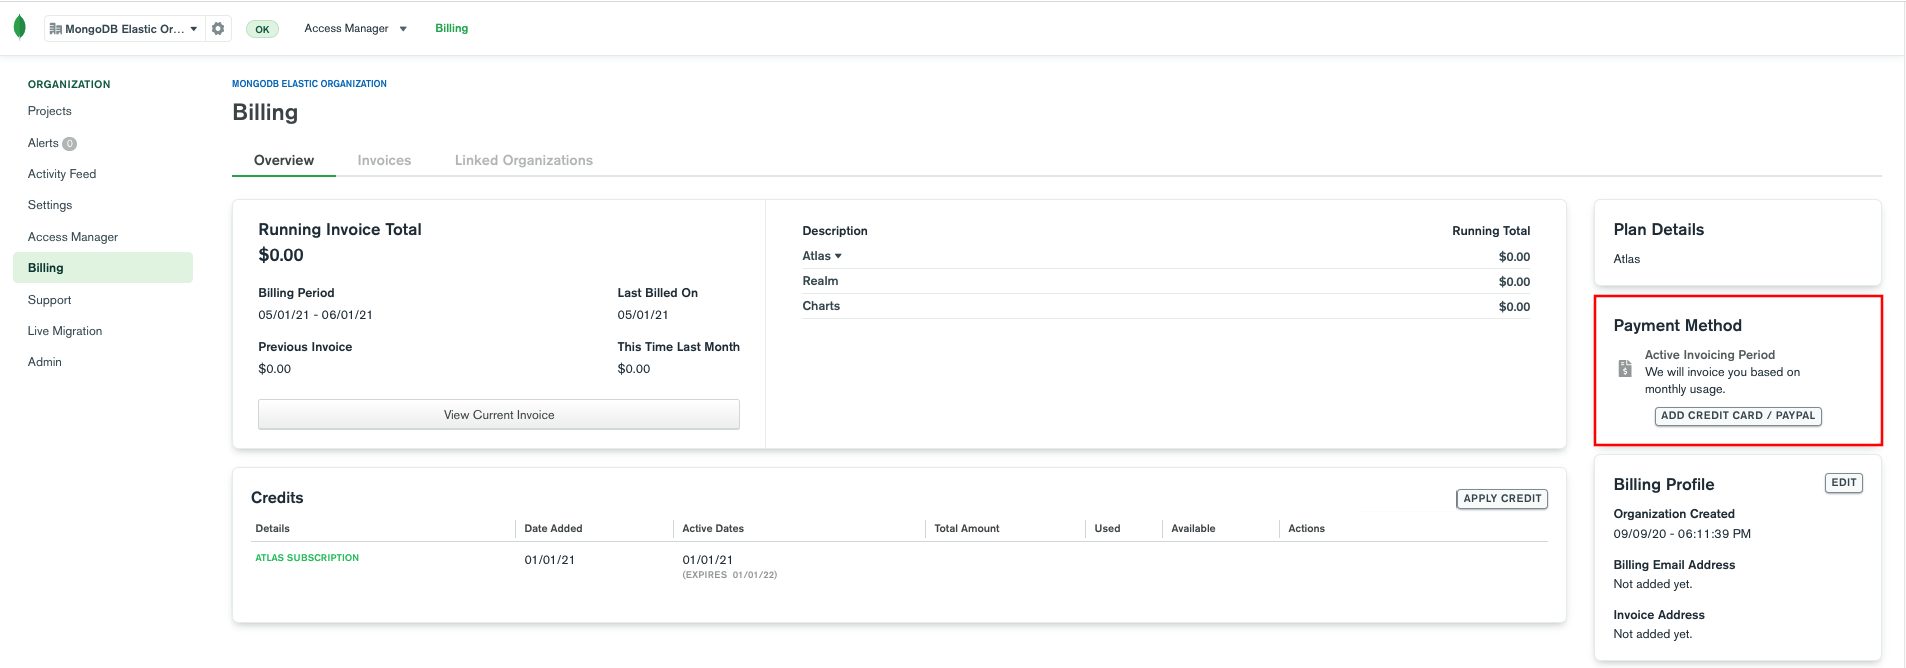 MongoDB Elastic Or...
OK
Access Manager
Billing
ORGANIZATION
Projects
Alerts 0
Activity Feed
Settings
Access Manager
Billing
Support
Live Migration
Admin
MONGODB ELASTIC ORGANIZATION
Billing
Overview
Invoices
Linked Organizations
Running Invoice Total
$0.00
Billing Period
05/01/21 - 06/01/21
Last Billed On
05/01/21
Previous Invoice
$0.00
This Time Last Month
$0.00
View Current Invoice
Description Running Total
Atlas $0.00
Realm $0.00
Charts $0.00
Credits
APPLY CREDIT
Details Date Added Active Dates Total Amount Used Available Actions
ATLAS SUBSCRIPTION 01/01/21 01/01/21
(EXPIRES 01/01/22)
Plan Details
Atlas
Payment Method
Active Invoicing Period
We will invoice you based on
monthly usage.
ADD CREDIT CARD / PAYPAL
Billing Profile
EDIT
Organization Created
09/09/20 - 06:11:39 PM
Billing Email Address
Not added yet.
Invoice Address
Not added yet.